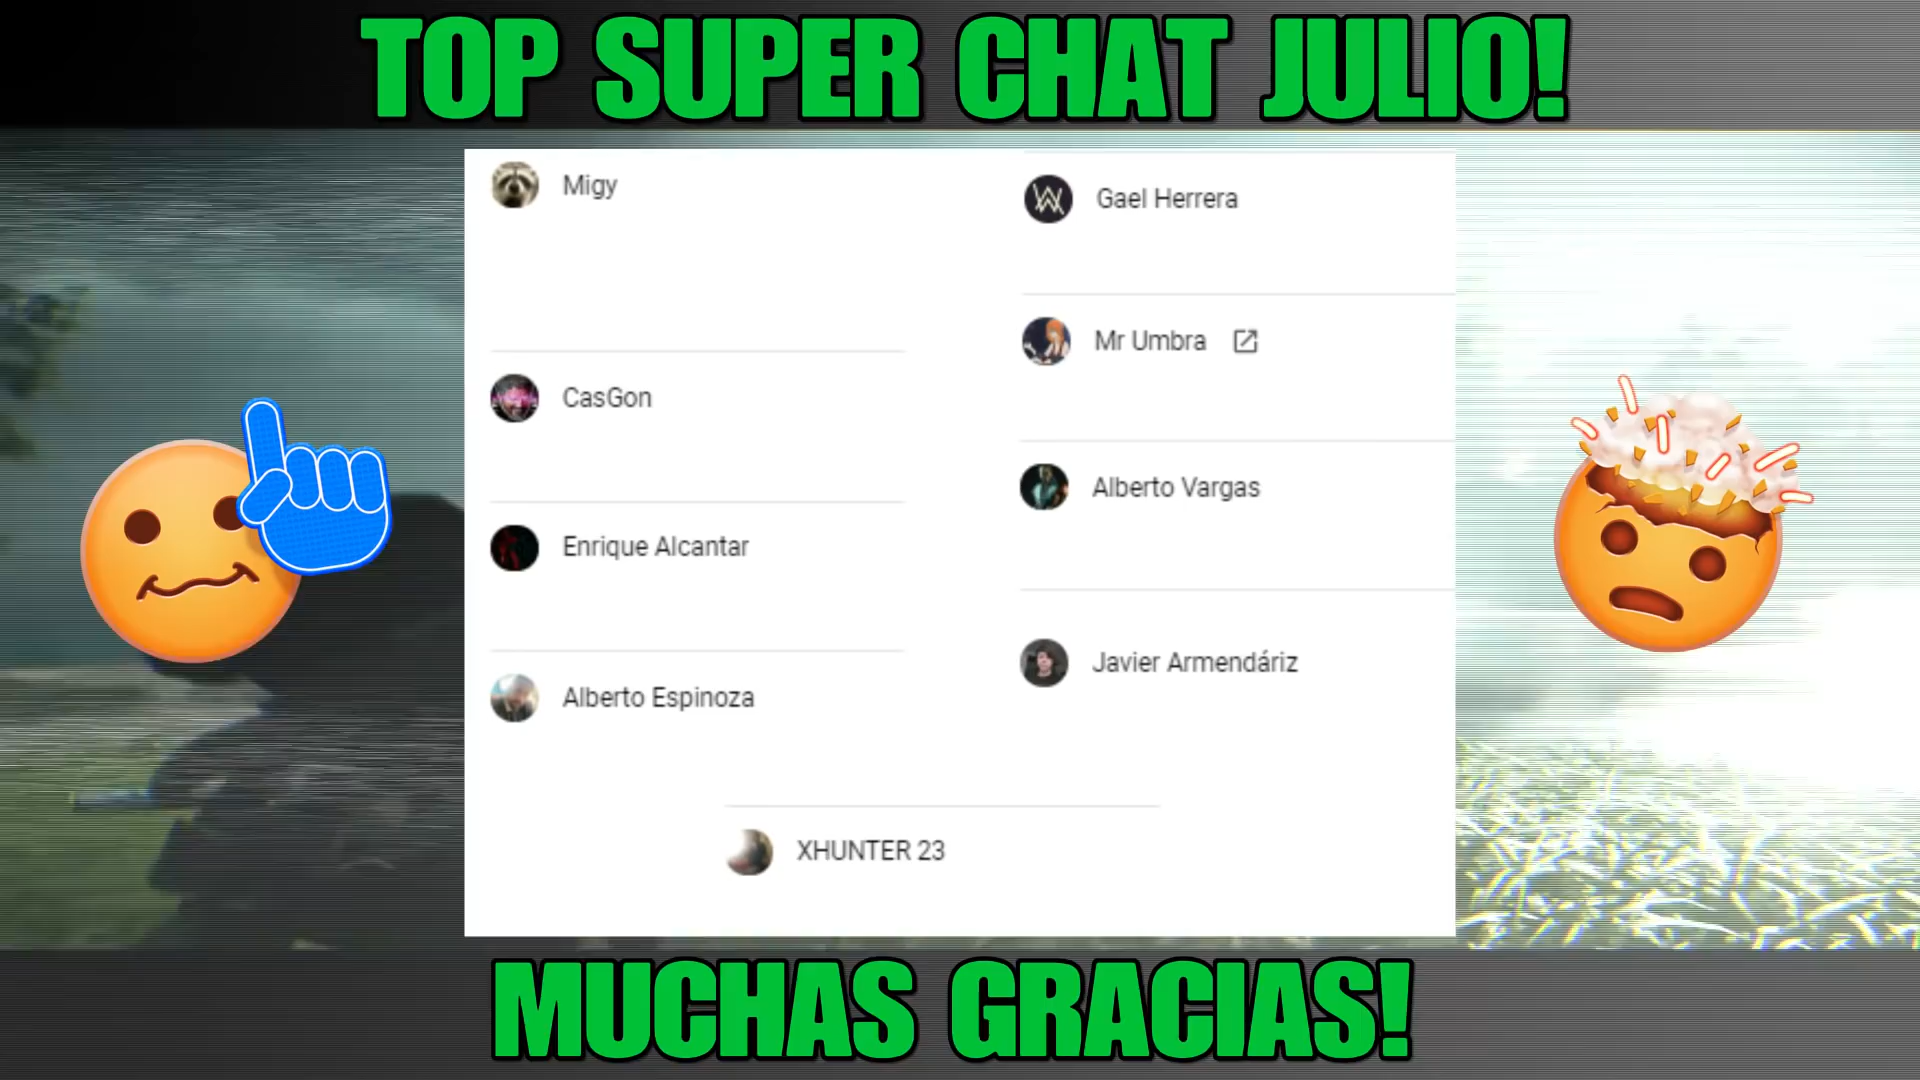 TOP SUPER CHAT JULIO!
Migy
CasGon
Enrique Alcantar
Alberto Espinoza
Gael Herrera
Mr Umbra
Alberto Vargas
Javier Armendáriz
XHUNTER 23
MUCHAS GRACIAS!